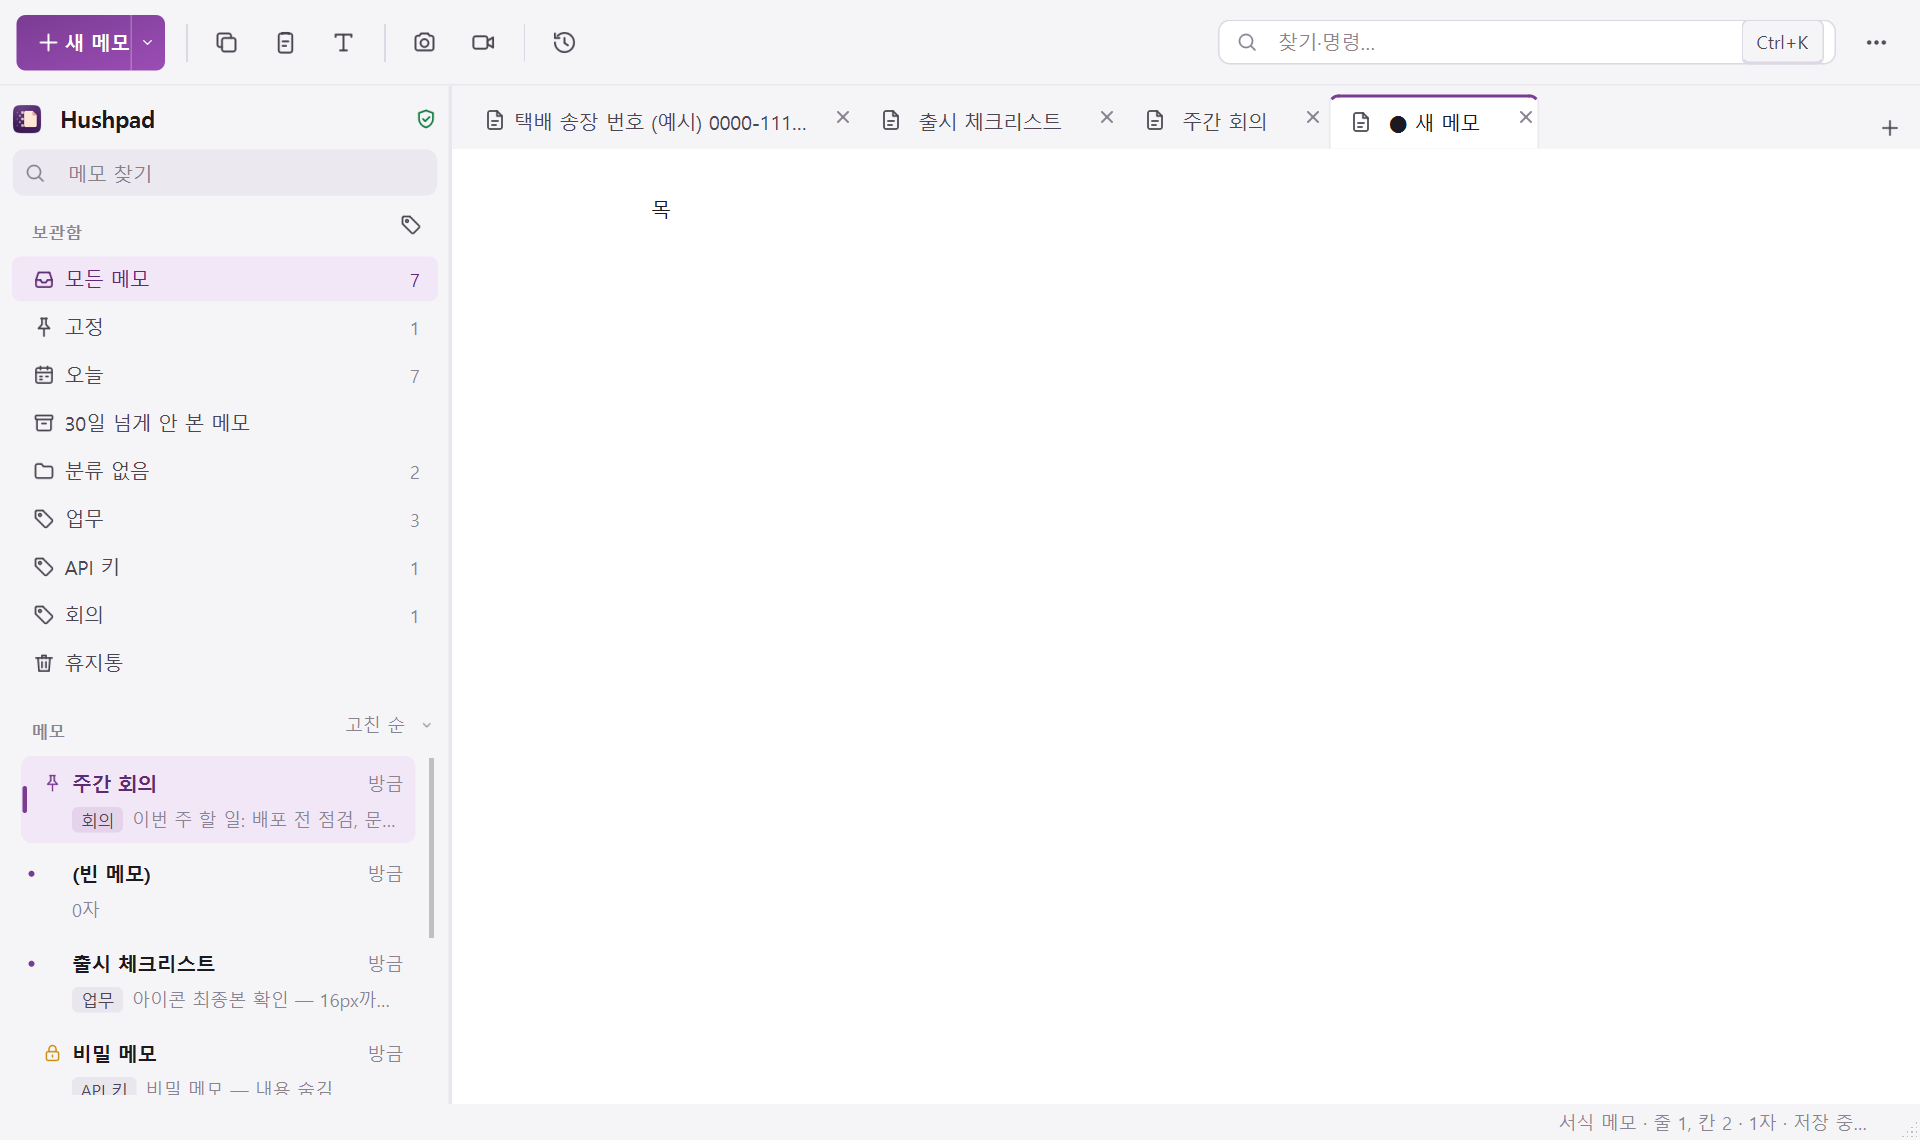 새 메모
찾기·명령...
Ctrl+K
Hushpad
메모 찾기
보관함
모든 메모 7
고정 1
오늘 7
30일 넘게 안 본 메모
분류 없음 2
업무 3
API 키 1
회의 1
휴지통
메모
고친 순
주간 회의 방금
회의 이번 주 할 일: 배포 전 점검, 문...
(빈 메모) 방금
0자
출시 체크리스트 방금
업무 아이콘 최종본 확인 — 16px까...
비밀 메모 방금
API 키 비밀 메모 — 내용 숨김
택배 송장 번호 (예시) 0000-111...
출시 체크리스트
주간 회의
● 새 메모
목
서식 메모 · 줄 1, 칸 2 · 1자 · 저장 중...